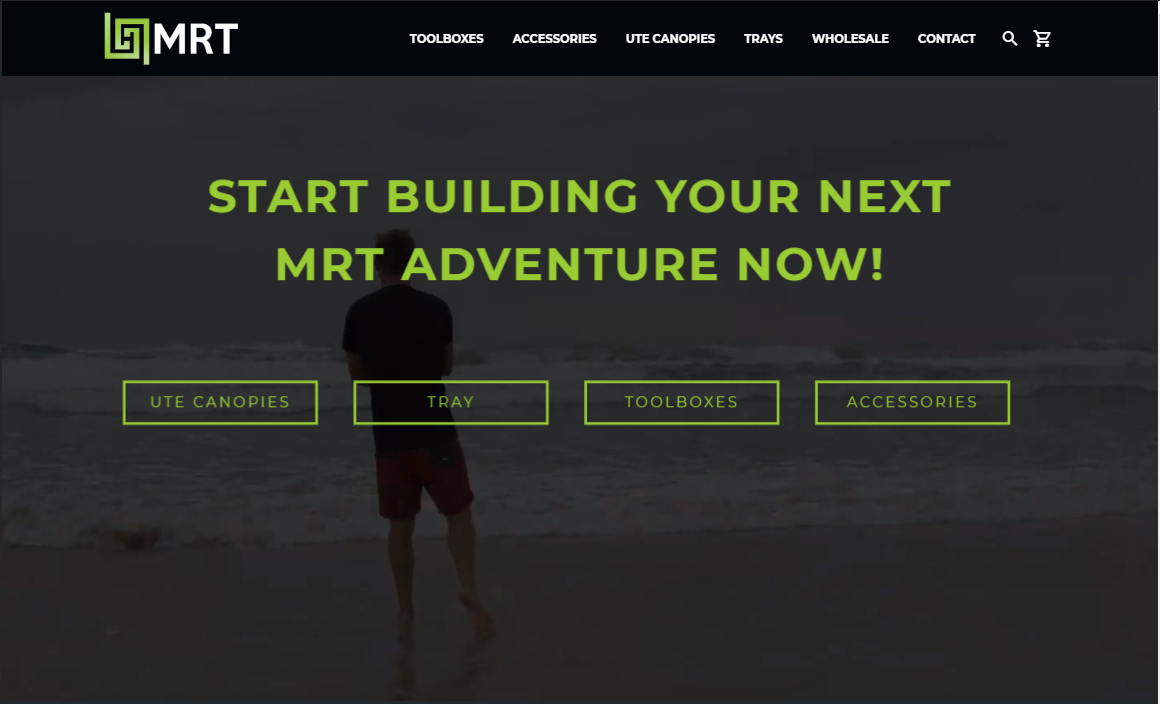 MRT
TOOLBOXES ACCESSORIES UTE CANOPIES TRAYS WHOLESALE CONTACT
START BUILDING YOUR NEXT
MRT ADVENTURE NOW!
UTE CANOPIES TRAY TOOLBOXES ACCESSORIES